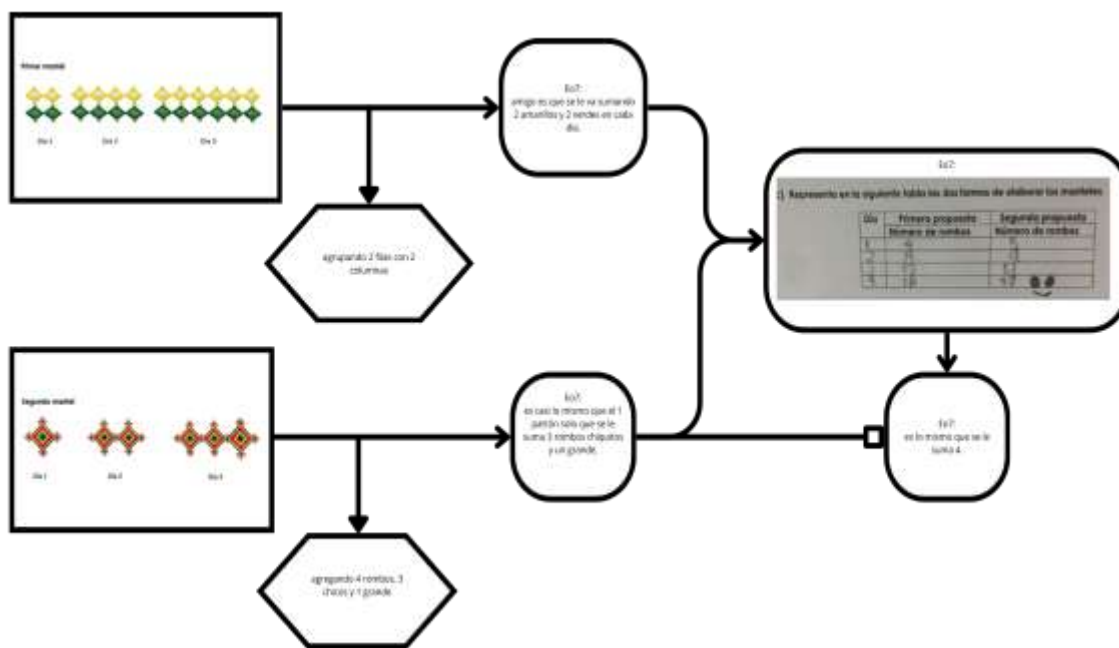 Primer mantel
Día 1 Día 2 Día 3
Eo7:
amigo es que se le va sumando
2 amarillos y 2 verdes en cada
día.
agrupando 2 filas con 2
columnas
Eo7:
Represente en la siguiente tabla las dos formas de elaborar los manteles
Día Primera propuesta Segunda propuesta
Número de rombos Número de rombos
Segundo mantel
Día 1 Día 2 Día 3
Eo7:
es casi lo mismo que el 1
patrón solo que se le
suma 3 rombos chiquitos
y un grande.
Eo7:
es lo mismo que se le
suma 4
agregando 4 rombos, 3
chicos y 1 grande